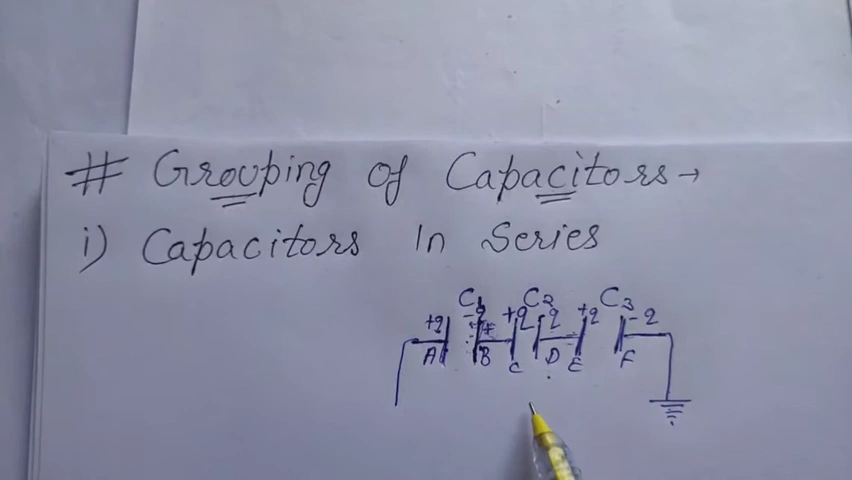 # Grouping of Capacitors →
i) Capacitors In Series
C1 C2 C3
+q -q +q q +q -q
A B C D E F